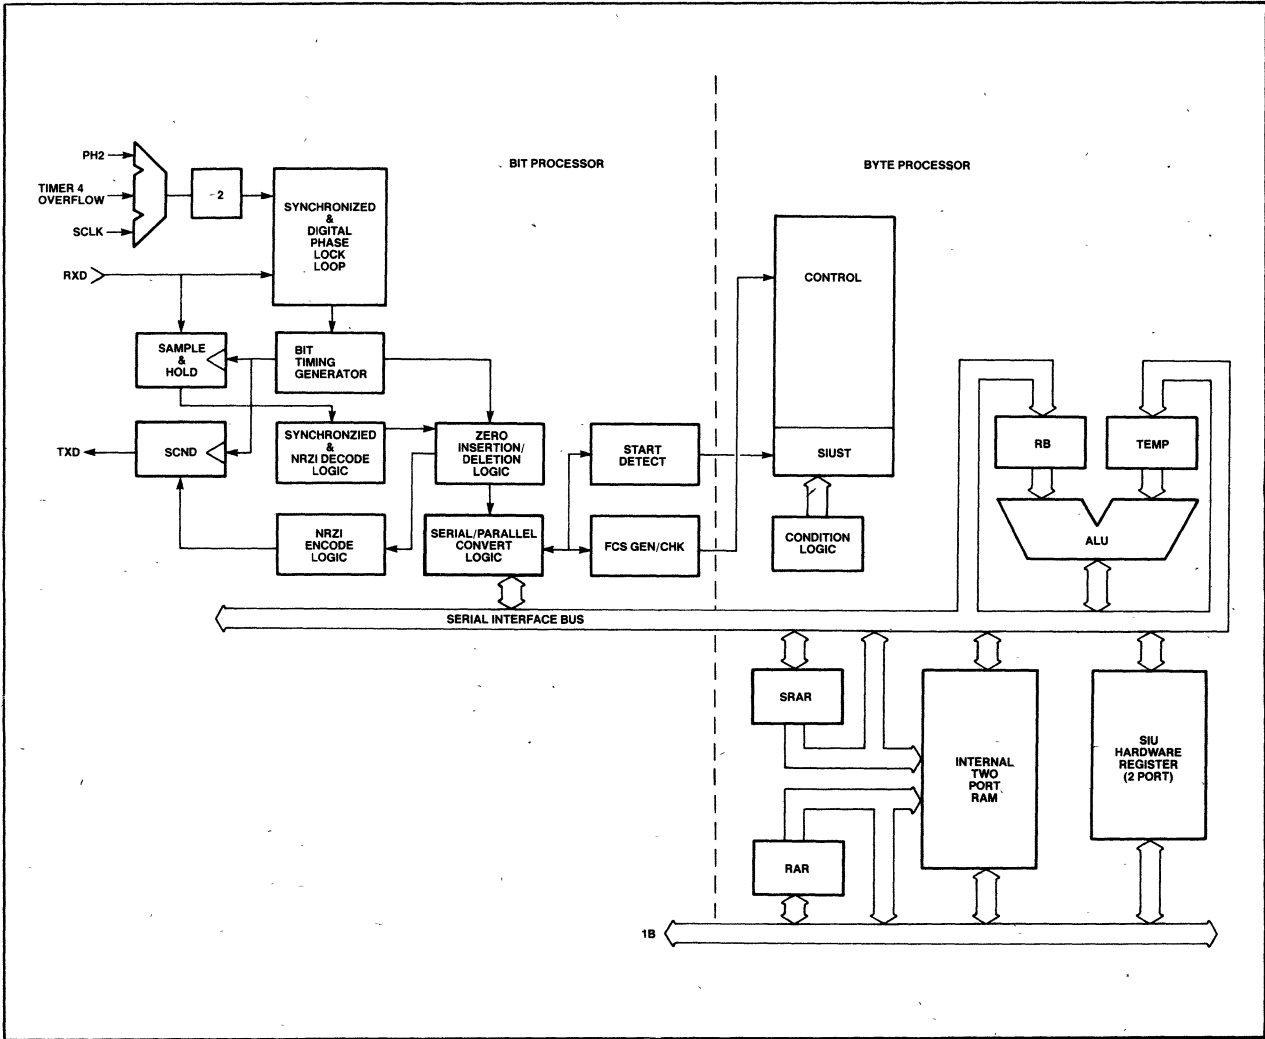 BIT PROCESSOR
BYTE PROCESSOR
PH2
TIMER 4
OVERFLOW
SCLK
-2
SYNCHRONIZED
&
DIGITAL
PHASE
LOCK
LOOP
RXD
CONTROL
SAMPLE
&
HOLD
BIT
TIMING
GENERATOR
TXD
SCND
SYNCHRONZIED
&
NRZI DECODE
LOGIC
ZERO
INSERTION/
DELETION
LOGIC
START
DETECT
SIUST
RB
TEMP
NRZI
ENCODE
LOGIC
SERIAL/PARALLEL
CONVERT
LOGIC
FCS GEN/CHK
CONDITION
LOGIC
ALU
SERIAL INTERFACE BUS
SRAR
INTERNAL
TWO
PORT
RAM
SIU
HARDWARE
REGISTER
(2 PORT)
RAR
1B